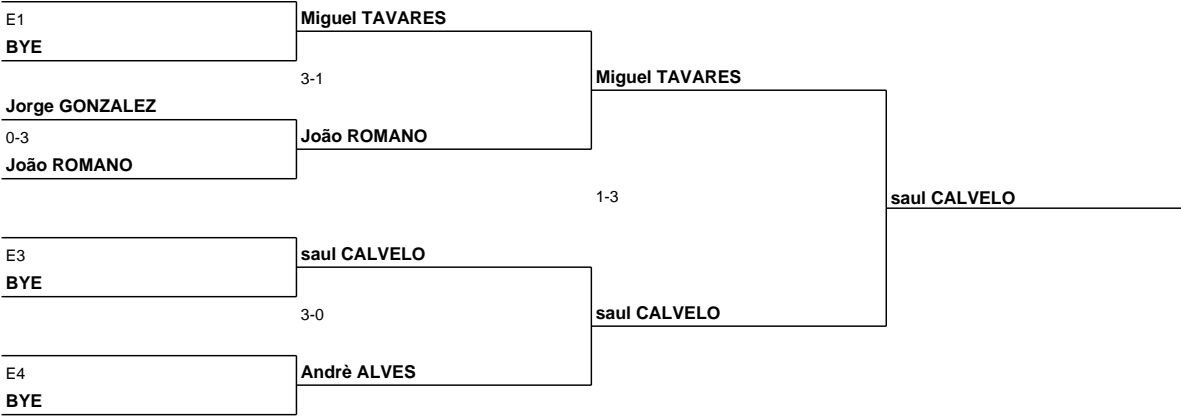 E1
BYE
Miguel TAVARES
3-1
Jorge GONZALEZ
0-3
João ROMANO
João ROMANO
Miguel TAVARES
1-3
saul CALVELO
E3
BYE
saul CALVELO
3-0
saul CALVELO
E4
BYE
Andrè ALVES